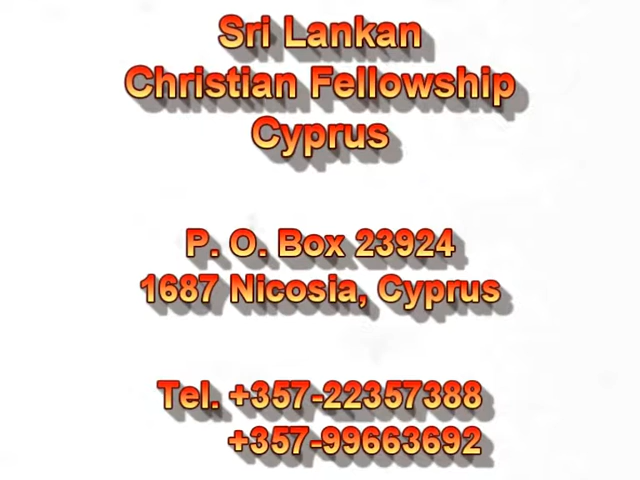 Sri Lankan
Christian Fellowship
Cyprus
P. O. Box 23924
1687 Nicosia, Cyprus
Tel. +357-22357388
+357-99663692